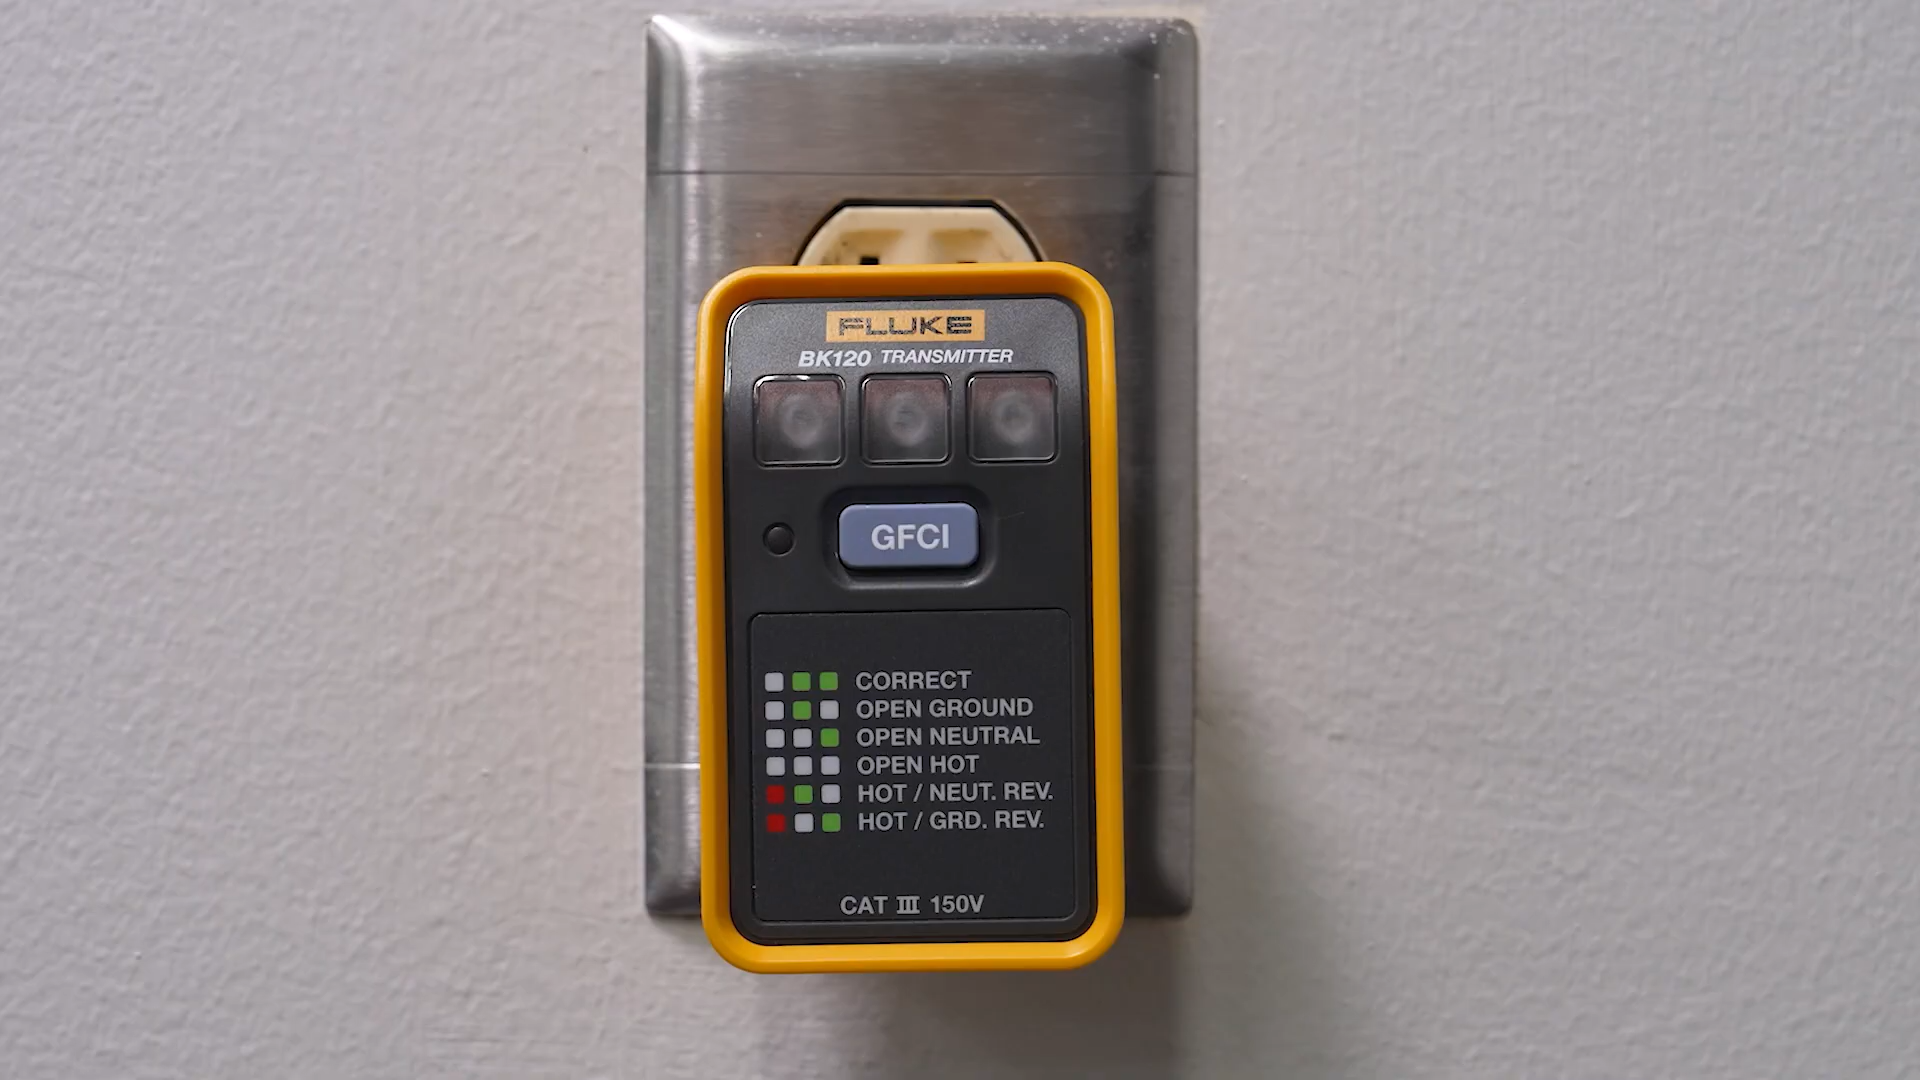 FLUKE
BK120 TRANSMITTER
GFCI
CORRECT
OPEN GROUND
OPEN NEUTRAL
OPEN HOT
HOT / NEUT. REV.
HOT / GRD. REV.
CAT III 150V